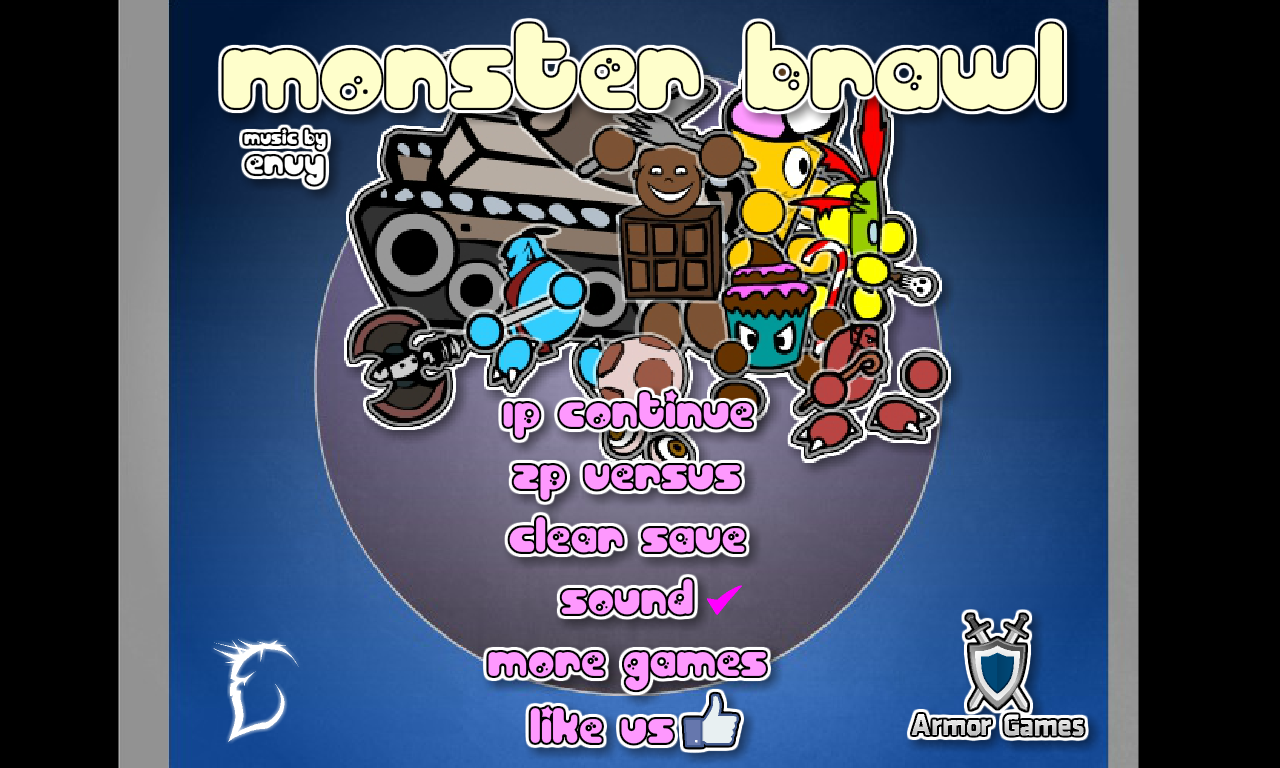 monster brawl
music by
envy
1p continue
2p versus
clear save
sound
more games
like us
Armor Games